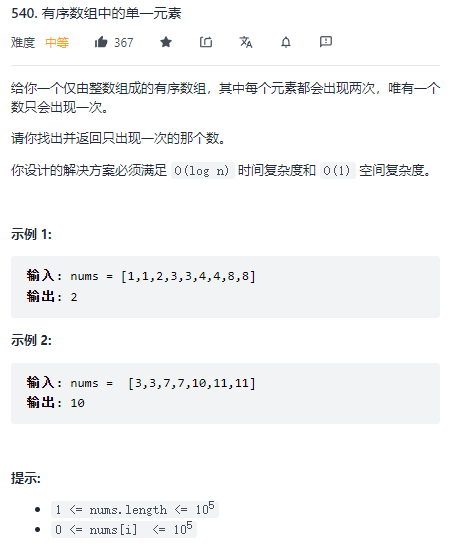 540. 有序数组中的单一元素
难度 中等 367
给你一个仅由整数组成的有序数组，其中每个元素都会出现两次，唯有一个
数只会出现一次。
请你找出并返回只出现一次的那个数。
你设计的解决方案必须满足 O(log n) 时间复杂度和 O(1) 空间复杂度。
示例 1:
输入: nums = [1,1,2,3,3,4,4,8,8]
输出: 2
示例 2:
输入: nums =  [3,3,7,7,10,11,11]
输出: 10
提示:
• 1 <= nums.length <= 10⁵
• 0 <= nums[i]  <= 10⁵